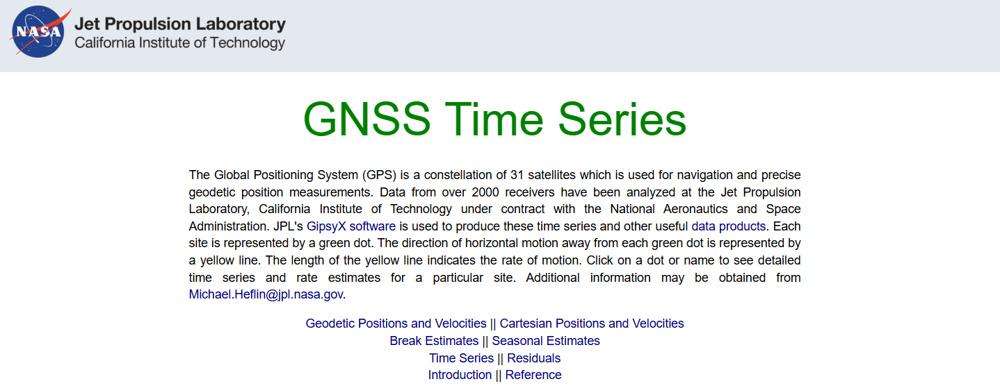 NASA
Jet Propulsion Laboratory
California Institute of Technology
GNSS Time Series
The Global Positioning System (GPS) is a constellation of 31 satellites which is used for navigation and precise
geodetic position measurements. Data from over 2000 receivers have been analyzed at the Jet Propulsion
Laboratory, California Institute of Technology under contract with the National Aeronautics and Space
Administration. JPL's GipsyX software is used to produce these time series and other useful data products. Each
site is represented by a green dot. The direction of horizontal motion away from each green dot is represented by
a yellow line. The length of the yellow line indicates the rate of motion. Click on a dot or name to see detailed
time series and rate estimates for a particular site. Additional information may be obtained from
Michael.Heflin@jpl.nasa.gov.
Geodetic Positions and Velocities || Cartesian Positions and Velocities
Break Estimates || Seasonal Estimates
Time Series || Residuals
Introduction || Reference